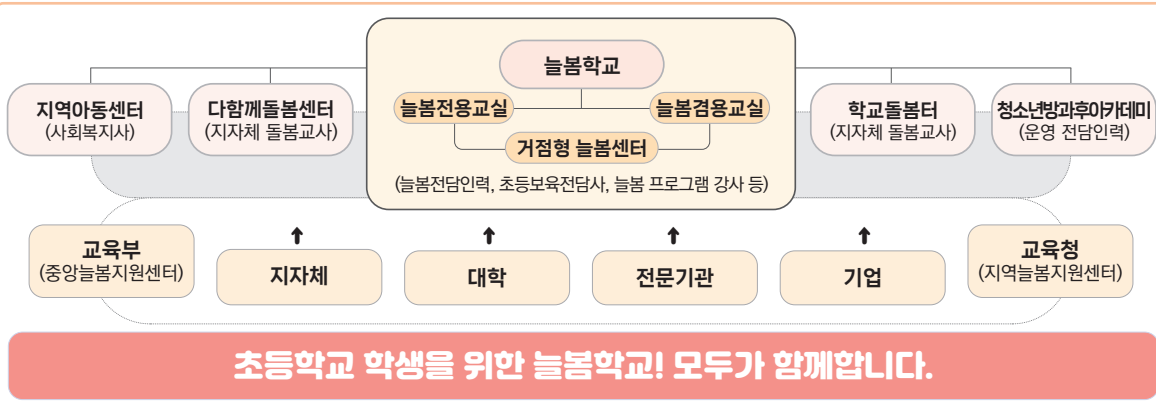 늘봄학교
늘봄전용교실
늘봄겸용교실
거점형 늘봄센터
(늘봄전담인력, 초등보육전담사, 늘봄 프로그램 강사 등)
지역아동센터
(사회복지사)
다함께돌봄센터
(지자체 돌봄교사)
학교돌봄터
(지자체 돌봄교사)
청소년방과후아카데미
(운영 전담인력)
교육부
(중앙늘봄지원센터)
지자체
대학
전문기관
기업
교육청
(지역늘봄지원센터)
초등학교 학생을 위한 늘봄학교! 모두가 함께합니다.